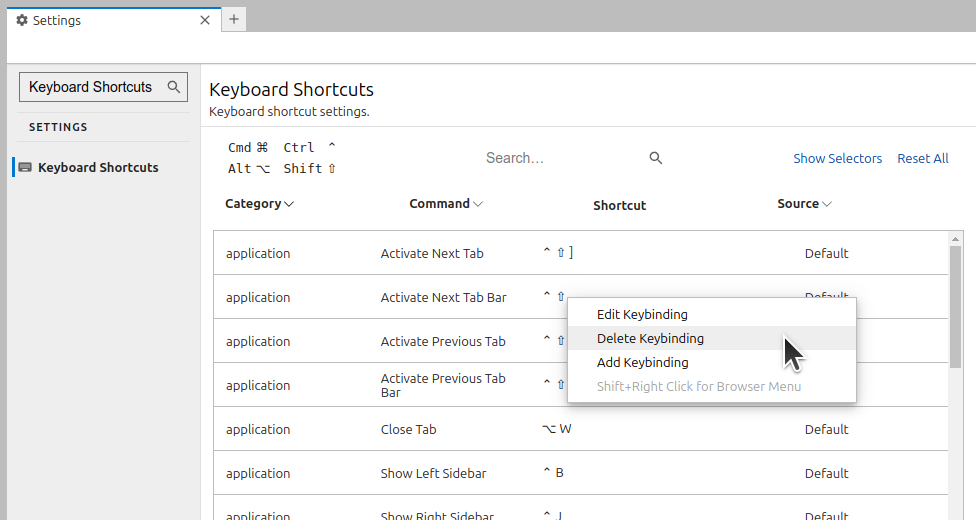 Settings
Keyboard Shortcuts
SETTINGS
Keyboard Shortcuts
Keyboard Shortcuts
Keyboard shortcut settings.
Cmd ⌘ Ctrl ^
Alt ⌥ Shift ⇧
Search…
Show Selectors Reset All
Category Command Shortcut Source
application Activate Next Tab ^ ⇧ ] Default
application Activate Next Tab Bar ^ ⇧ Default
application Activate Previous Tab ^ ⇧
application Activate Previous Tab Bar ^ ⇧
Edit Keybinding
Delete Keybinding
Add Keybinding
Shift+Right Click for Browser Menu
application Close Tab ⌥ W Default
application Show Left Sidebar ^ B Default
application Show Right Sidebar ^ J Default